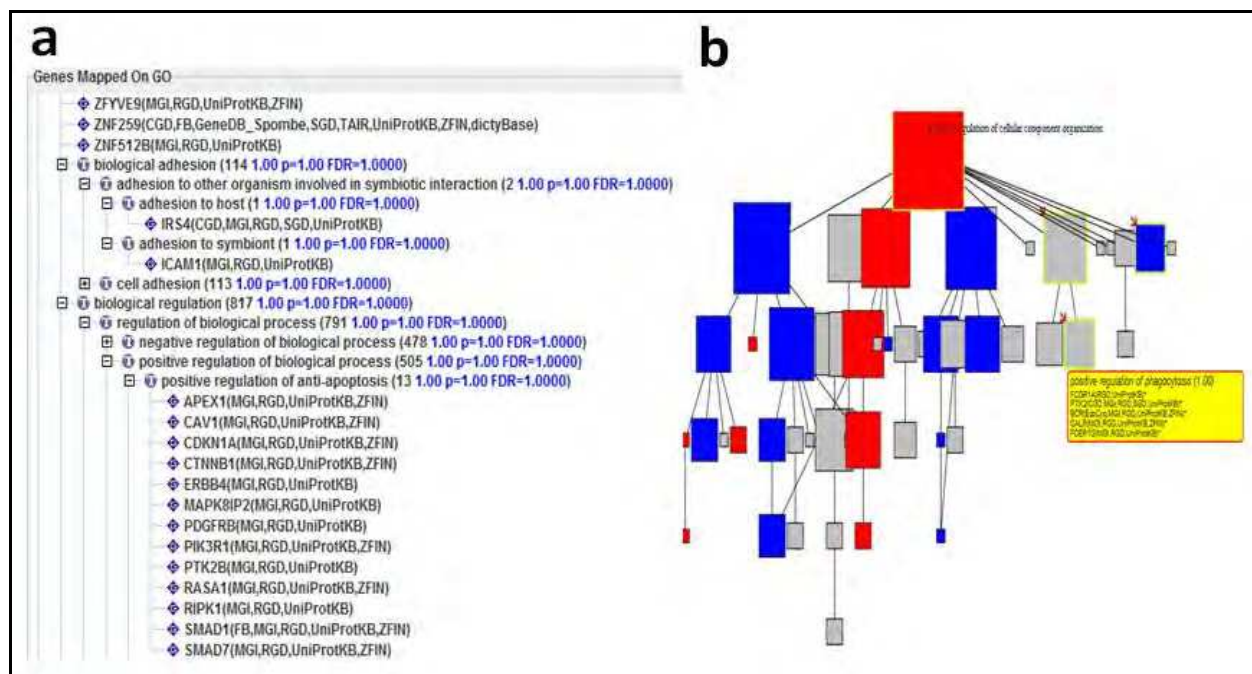 a
Genes Mapped On GO
ZFYVE9(MGI,RGD,UniProtKB,ZFIN)
ZNF259(CGD,FB,GeneDB_Spombe,SGD,TAIR,UniProtKB,ZFIN,dictyBase)
ZNF512B(MGI,RGD,UniProtKB)
biological adhesion (114 1.00 p=1.00 FDR=1.0000)
adhesion to other organism involved in symbiotic interaction (2 1.00 p=1.00 FDR=1.0000)
adhesion to host (1 1.00 p=1.00 FDR=1.0000)
IRS4(CGD,MGI,RGD,SGD,UniProtKB)
adhesion to symbiont (1 1.00 p=1.00 FDR=1.0000)
ICAM1(MGI,RGD,UniProtKB)
cell adhesion (113 1.00 p=1.00 FDR=1.0000)
biological regulation (817 1.00 p=1.00 FDR=1.0000)
regulation of biological process (791 1.00 p=1.00 FDR=1.0000)
negative regulation of biological process (478 1.00 p=1.00 FDR=1.0000)
positive regulation of biological process (505 1.00 p=1.00 FDR=1.0000)
positive regulation of anti-apoptosis (13 1.00 p=1.00 FDR=1.0000)
APEX1(MGI,RGD,UniProtKB,ZFIN)
CAV1(MGI,RGD,UniProtKB,ZFIN)
CDKN1A(MGI,RGD,UniProtKB,ZFIN)
CTNNB1(MGI,RGD,UniProtKB,ZFIN)
ERBB4(MGI,RGD,UniProtKB)
MAPK8IP2(MGI,RGD,UniProtKB)
PDGFRB(MGI,RGD,UniProtKB)
PIK3R1(MGI,RGD,UniProtKB,ZFIN)
PTK2B(MGI,RGD,UniProtKB)
RASA1(MGI,RGD,UniProtKB,ZFIN)
RIPK1(MGI,RGD,UniProtKB)
SMAD1(FB,MGI,RGD,UniProtKB,ZFIN)
SMAD7(MGI,RGD,UniProtKB,ZFIN)
b
regulation of cellular component organization
positive regulation of phagocytosis (1.00)